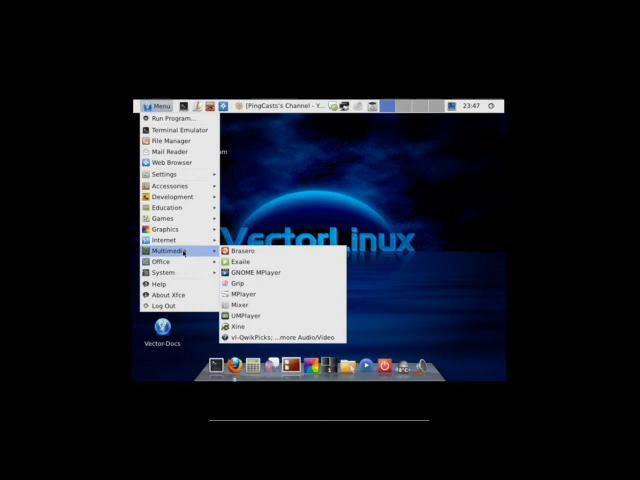 Menu
[PingCasts's Channel - Y...
23:47
Run Program...
Terminal Emulator
File Manager
Mail Reader
Web Browser
Settings
Accessories
Development
Education
Games
Graphics
Internet
Multimedia
Office
System
Help
About Xfce
Log Out
Brasero
Exaile
GNOME MPlayer
Grip
MPlayer
Mixer
UMPlayer
Xine
vl-QwikPicks; ...more Audio/Video
VectorLinux
Vector-Docs